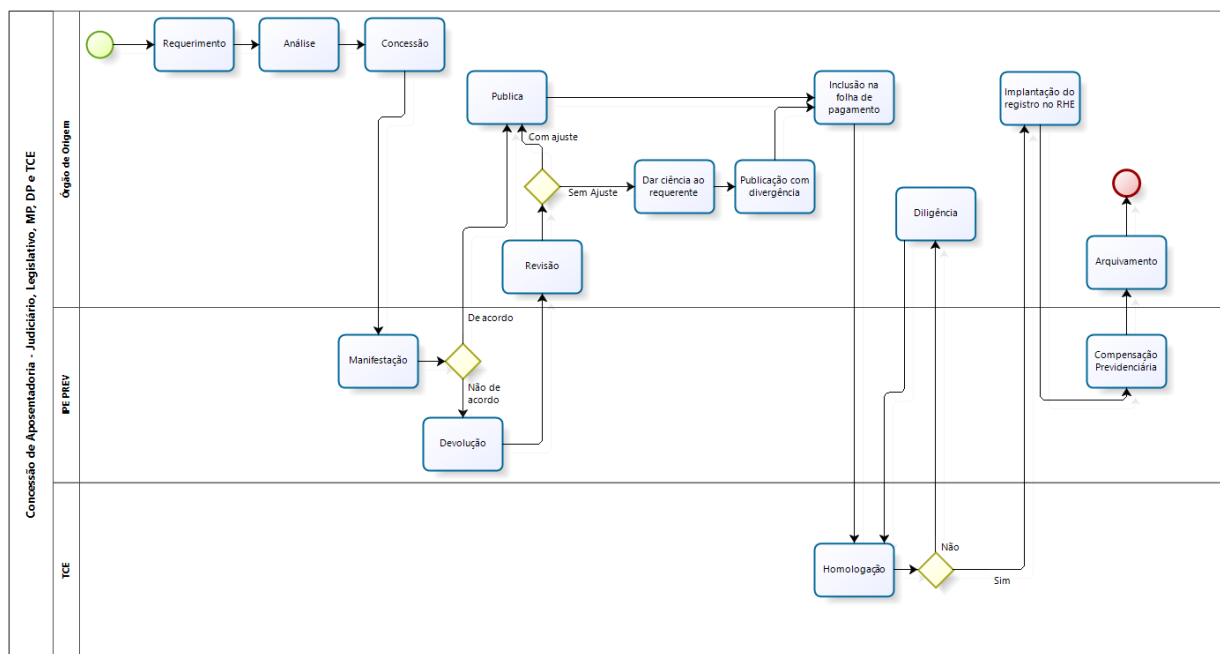 Concessão de Aposentadoria - Judiciário, Legislativo, MP, DP e TCE
Órgão de Origem
Requerimento
Análise
Concessão
Publica
Com ajuste
Sem Ajuste
Revisão
Dar ciência ao
requerente
Publicação com
divergência
Inclusão na
folha de
pagamento
Diligência
Implantação do
registro no RHE
Arquivamento
IPE PREV
Manifestação
De acordo
Não de
acordo
Devolução
Compensação
Previdenciária
TCE
Homologação
Não
Sim